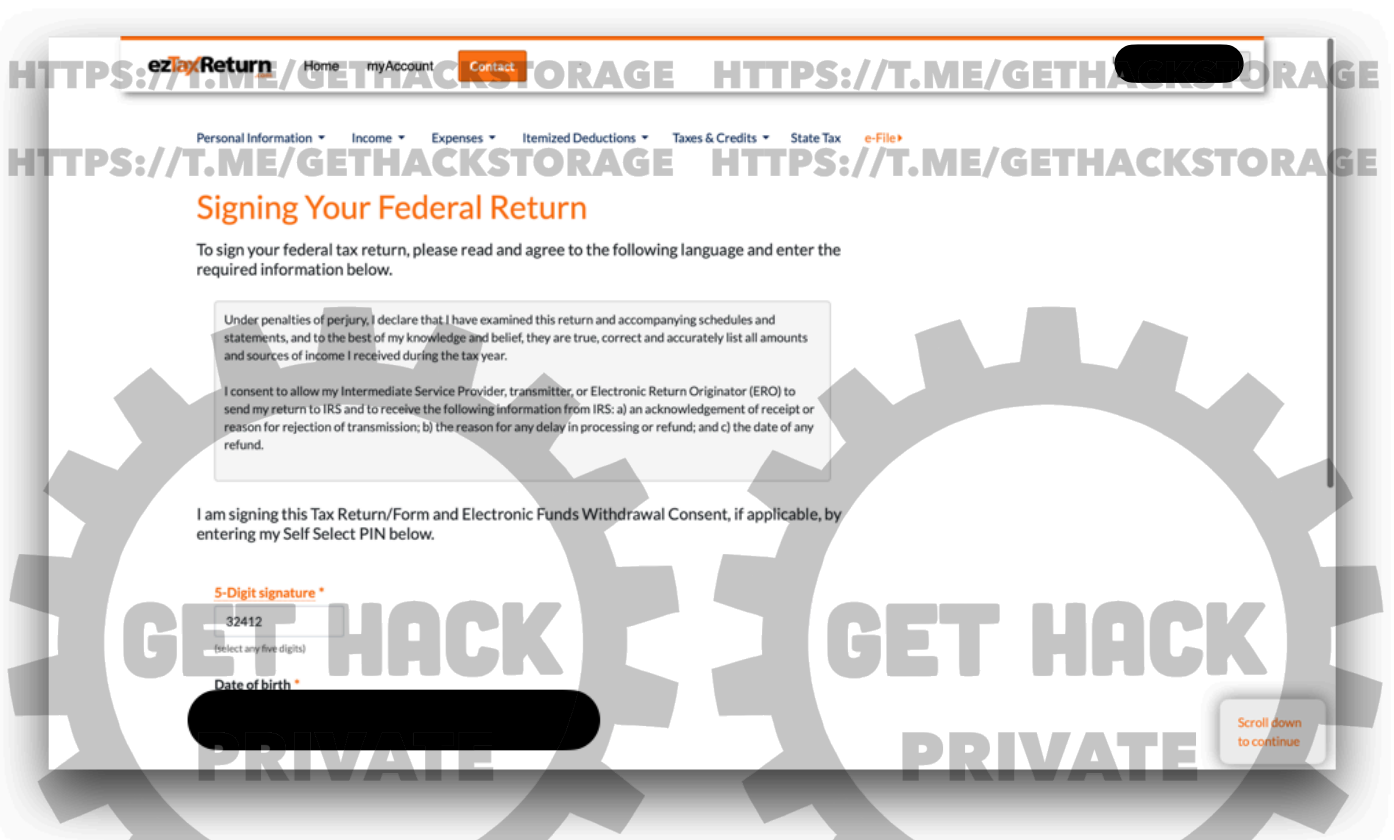 ezTaxReturn.com Home myAccount Contact
HTTPS://T.ME/GETHACKSTORAGE HTTPS://T.ME/GETHACKSTORAGE
Personal Information Income Expenses Itemized Deductions Taxes & Credits State Tax e-File
HTTPS://T.ME/GETHACKSTORAGE HTTPS://T.ME/GETHACKSTORAGE
Signing Your Federal Return
To sign your federal tax return, please read and agree to the following language and enter the
required information below.
Under penalties of perjury, I declare that I have examined this return and accompanying schedules and
statements, and to the best of my knowledge and belief, they are true, correct and accurately list all amounts
and sources of income I received during the tax year.
I consent to allow my Intermediate Service Provider, transmitter, or Electronic Return Originator (ERO) to
send my return to IRS and to receive the following information from IRS: a) an acknowledgement of receipt or
reason for rejection of transmission; b) the reason for any delay in processing or refund; and c) the date of any
refund.
I am signing this Tax Return/Form and Electronic Funds Withdrawal Consent, if applicable, by
entering my Self Select PIN below.
5-Digit signature *
32412
(select any five digits)
GET HACK GET HACK
Date of birth *
Scroll down
to continue
PRIVATE PRIVATE